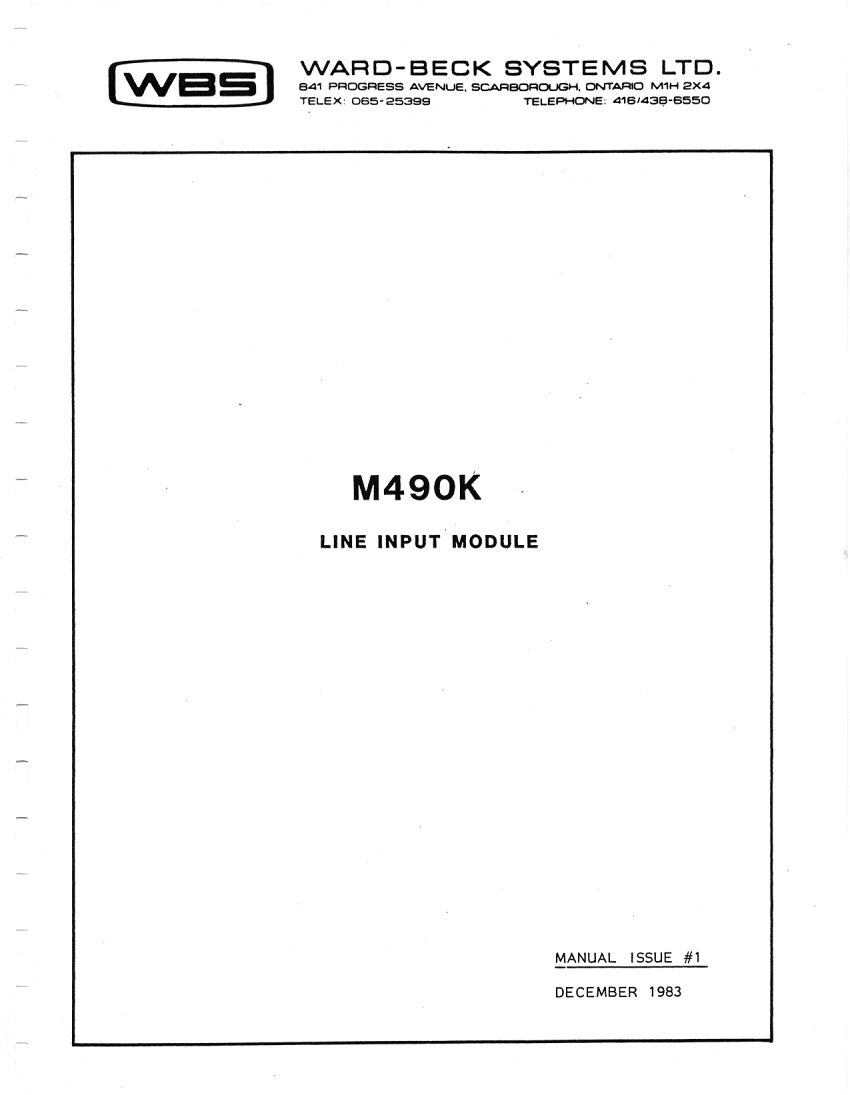 WBS
WARD-BECK SYSTEMS LTD.
841 PROGRESS AVENUE, SCARBOROUGH, ONTARIO M1H 2X4
TELEX: 065-25399 TELEPHONE: 416/438-6550
M490K
LINE INPUT MODULE
MANUAL ISSUE #1
DECEMBER 1983